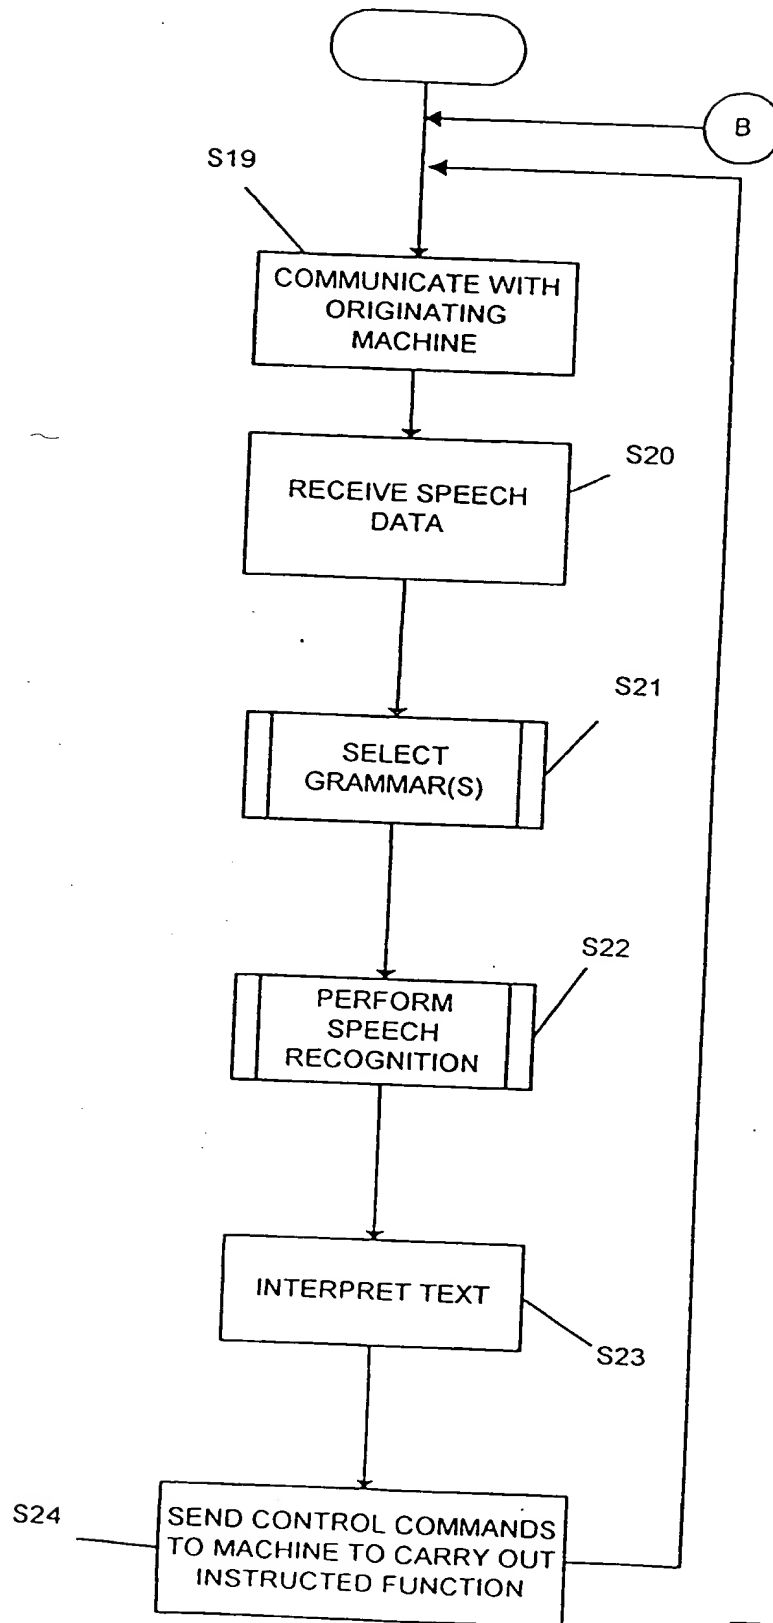 B
S19
COMMUNICATE WITH
ORIGINATING
MACHINE
S20
RECEIVE SPEECH
DATA
S21
SELECT
GRAMMAR(S)
S22
PERFORM
SPEECH
RECOGNITION
INTERPRET TEXT
S23
S24
SEND CONTROL COMMANDS
TO MACHINE TO CARRY OUT
INSTRUCTED FUNCTION